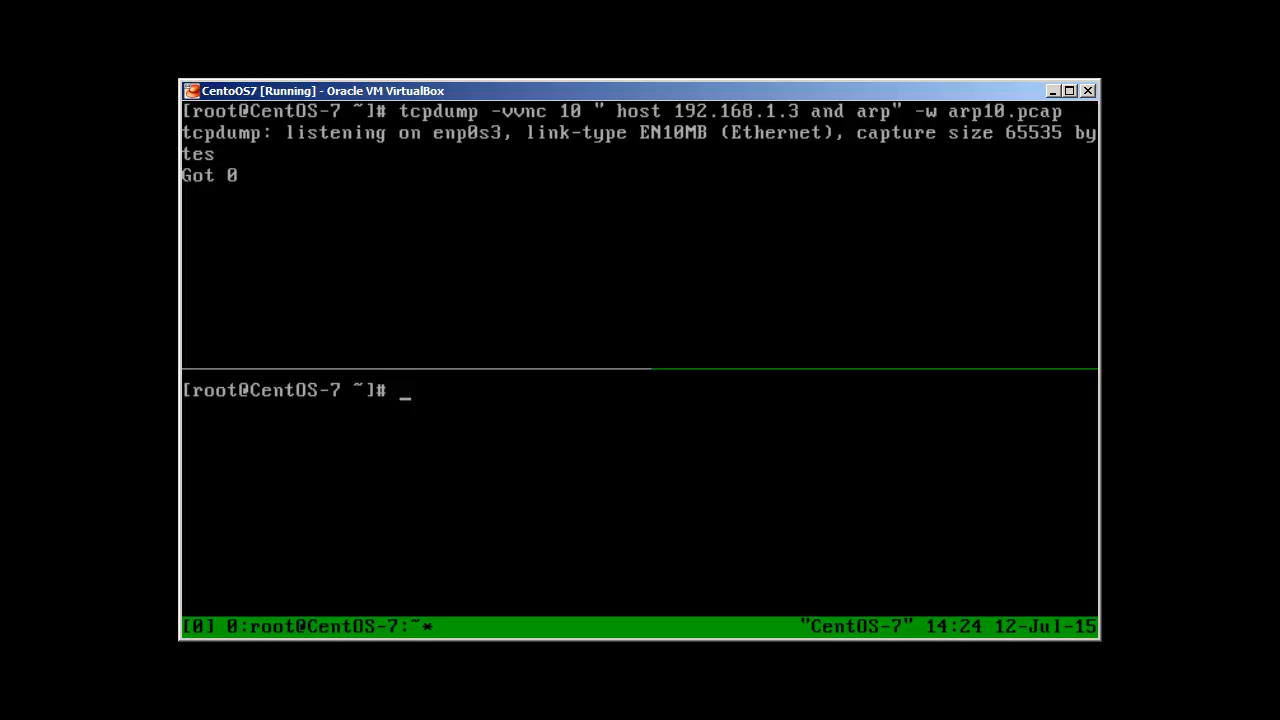 CentoOS7 [Running] - Oracle VM VirtualBox
[root@CentOS-7 ~]# tcpdump -vvnc 10 " host 192.168.1.3 and arp" -w arp10.pcap
tcpdump: listening on enp0s3, link-type EN10MB (Ethernet), capture size 65535 by
tes
Got 0
[root@CentOS-7 ~]# _
[0] 0:root@CentOS-7:~* "CentOS-7" 14:24 12-Jul-15